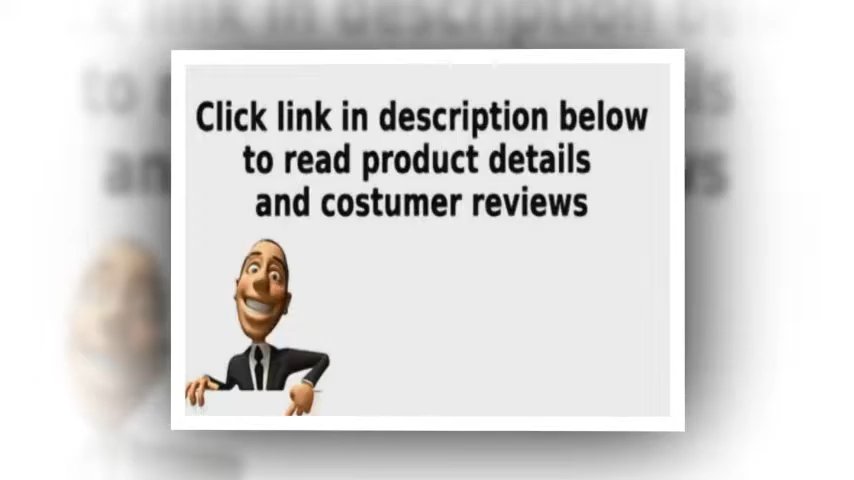 Click link in description below
to read product details
and costumer reviews